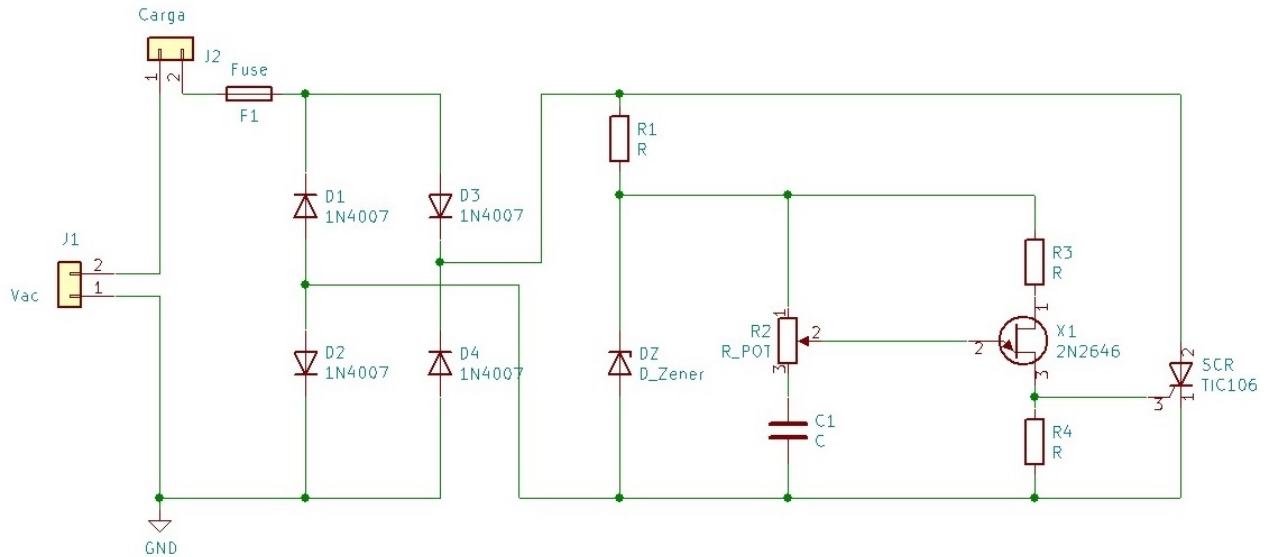 Carga
J2
1
2
Fuse
F1
R1
R
D1
1N4007
D3
1N4007
J1
2
1
Vac
R3
R
1
R2
R_POT
1
2
3
2
X1
2N2646
3
D2
1N4007
D4
1N4007
DZ
D_Zener
2
SCR
TIC106
1
3
C1
C
R4
R
GND